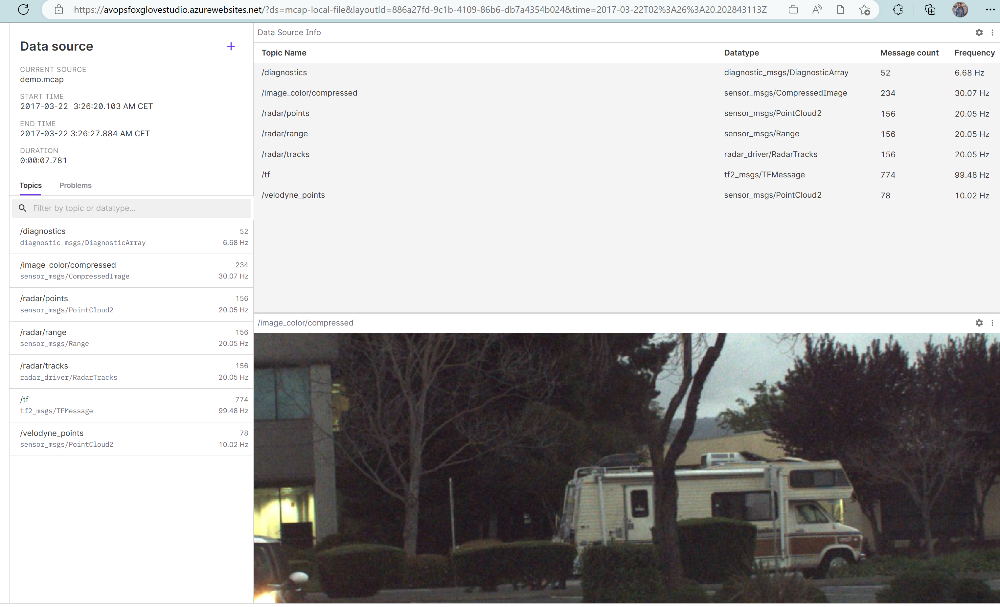 https://avopsfoxglovestudio.azurewebsites.net/?ds=mcap-local-file&layoutId=886a27fd-9c1b-4109-86b6-db7a4354b024&time=2017-03-22T02%3A26%3A20.202843113Z
Data source
+
CURRENT SOURCE
demo.mcap
START TIME
2017-03-22 3:26:20.103 AM CET
END TIME
2017-03-22 3:26:27.884 AM CET
DURATION
0:00:07.781
Topics Problems
Filter by topic or datatype...
/diagnostics 52
diagnostic_msgs/DiagnosticArray 6.68 Hz
/image_color/compressed 234
sensor_msgs/CompressedImage 30.07 Hz
/radar/points 156
sensor_msgs/PointCloud2 20.05 Hz
/radar/range 156
sensor_msgs/Range 20.05 Hz
/radar/tracks 156
radar_driver/RadarTracks 20.05 Hz
/tf 774
tf2_msgs/TFMessage 99.48 Hz
/velodyne_points 78
sensor_msgs/PointCloud2 10.02 Hz
Data Source Info
Topic Name Datatype Message count Frequency
/diagnostics diagnostic_msgs/DiagnosticArray 52 6.68 Hz
/image_color/compressed sensor_msgs/CompressedImage 234 30.07 Hz
/radar/points sensor_msgs/PointCloud2 156 20.05 Hz
/radar/range sensor_msgs/Range 156 20.05 Hz
/radar/tracks radar_driver/RadarTracks 156 20.05 Hz
/tf tf2_msgs/TFMessage 774 99.48 Hz
/velodyne_points sensor_msgs/PointCloud2 78 10.02 Hz
/image_color/compressed